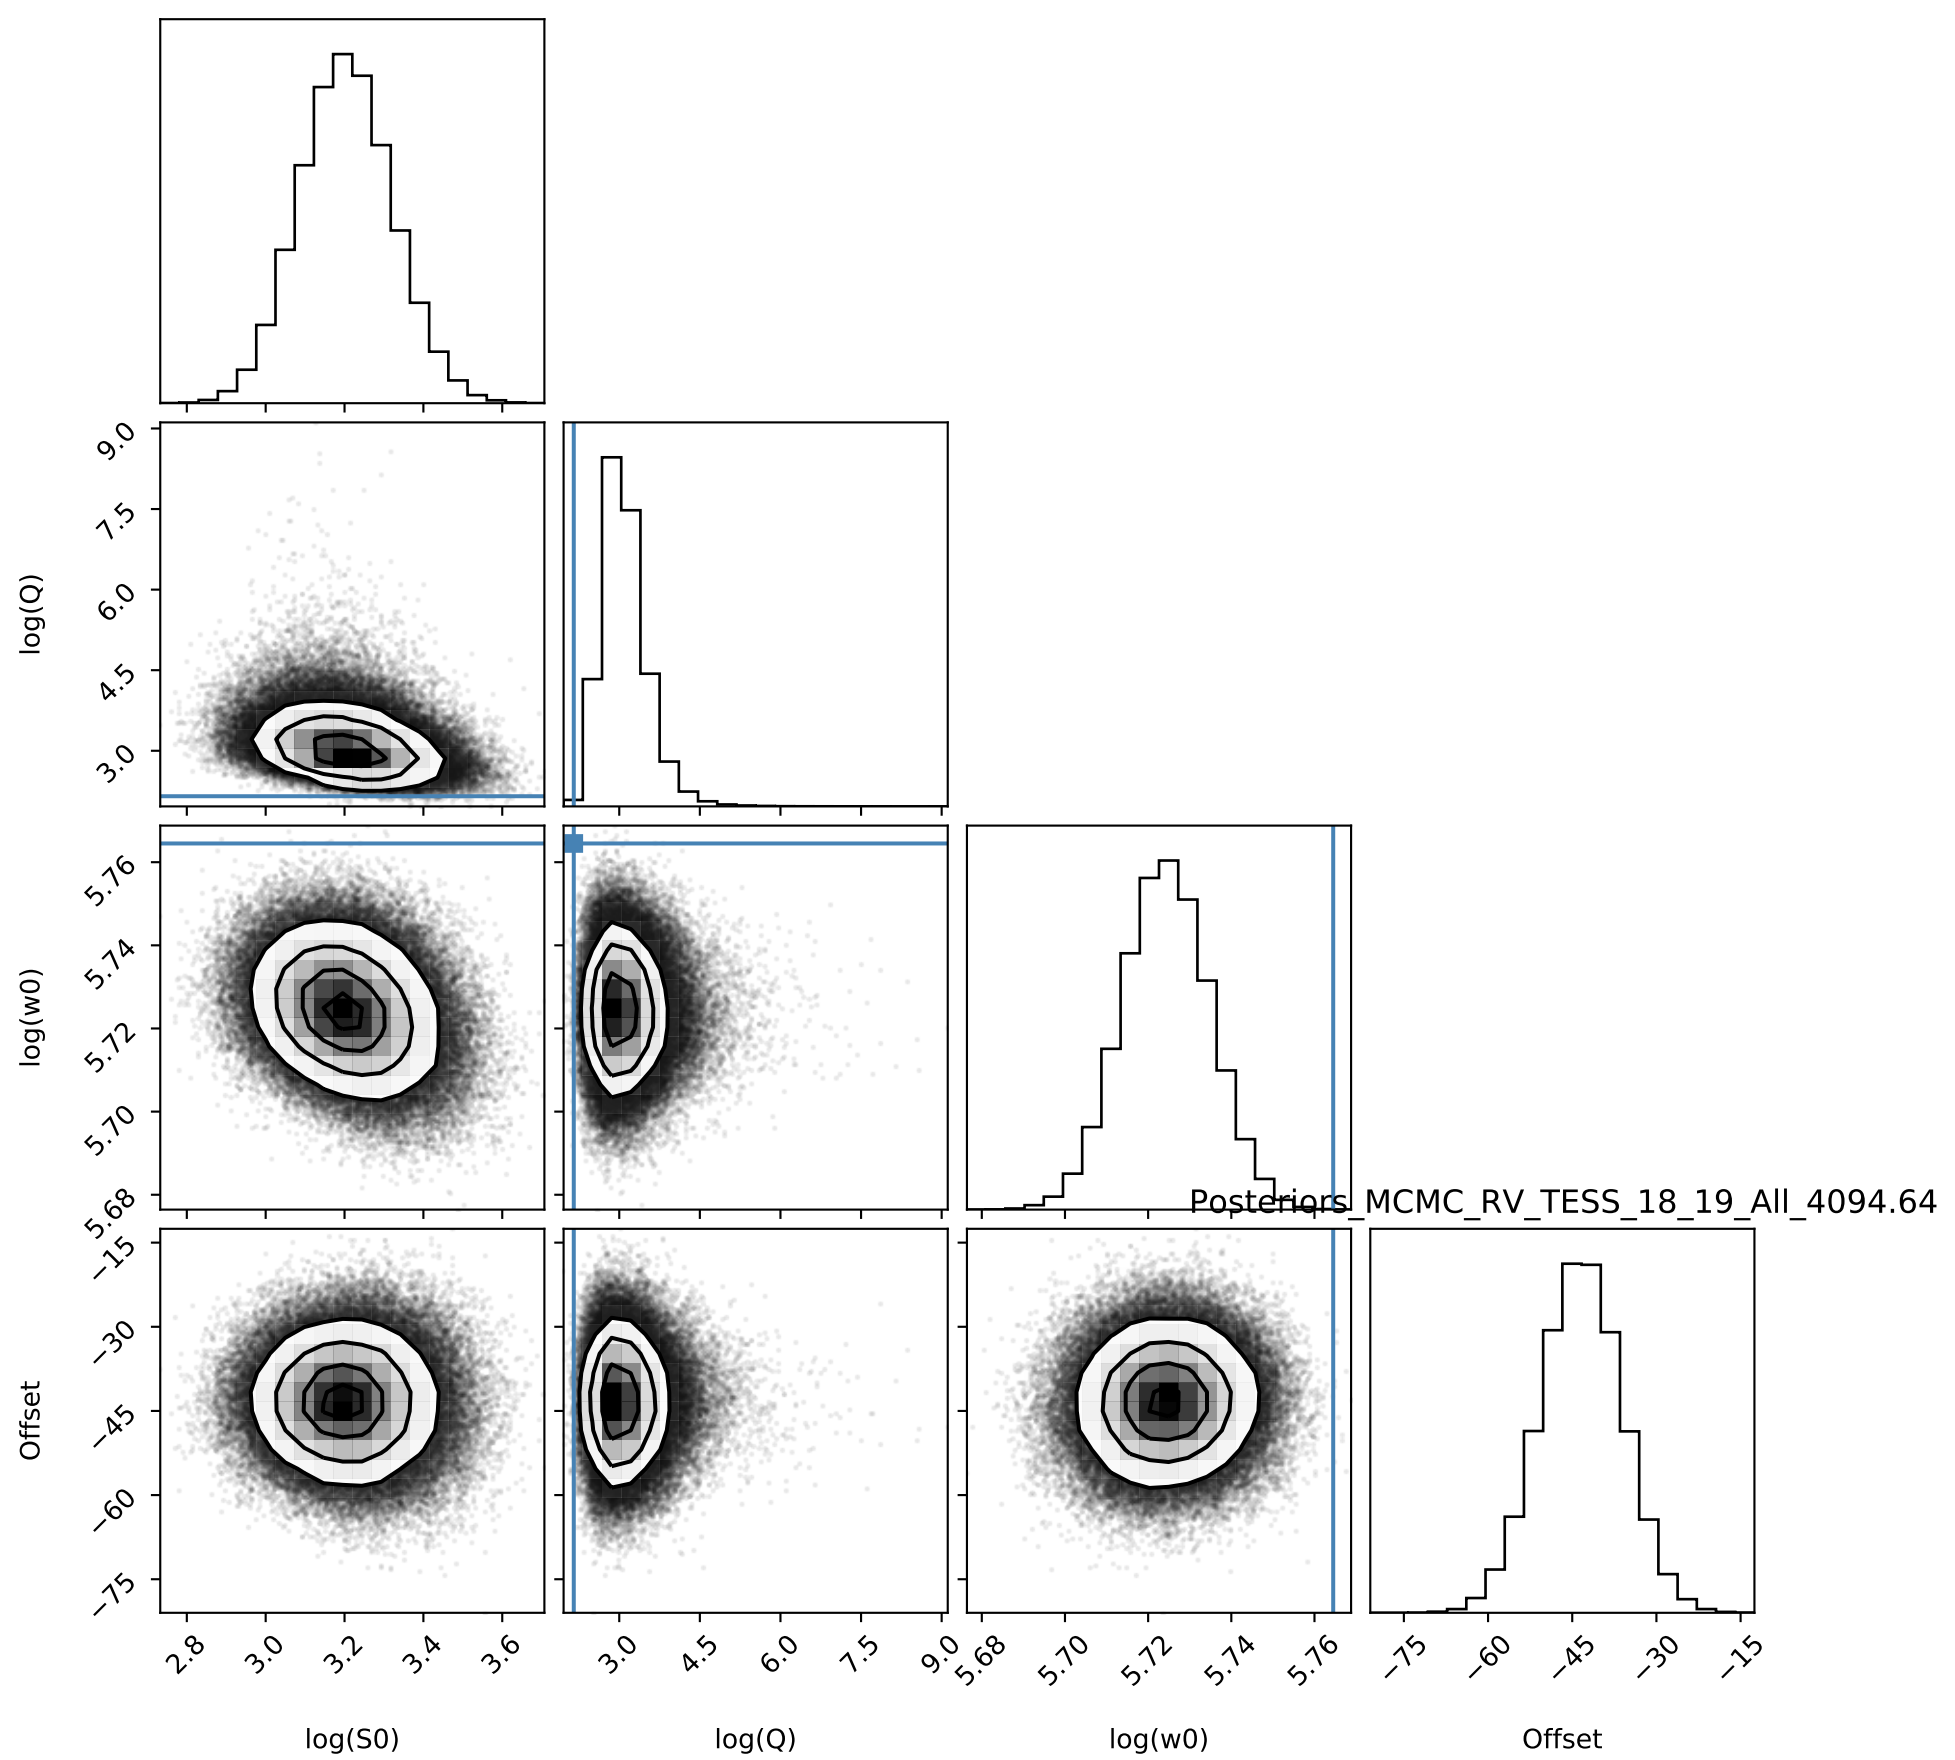 9.0
7.5
6.0
4.5
3.0
log(Q)
5.76
5.74
5.72
5.70
5.68
log(w0)
Posteriors_MCMC_RV_TESS_18_19_All_4094.64
−15
−30
−45
−60
−75
Offset
2.8 3.0 3.2 3.4 3.6
3.0 4.5 6.0 7.5 9.0
5.68 5.70 5.72 5.74 5.76
−75 −60 −45 −30 −15
log(S0) log(Q) log(w0) Offset